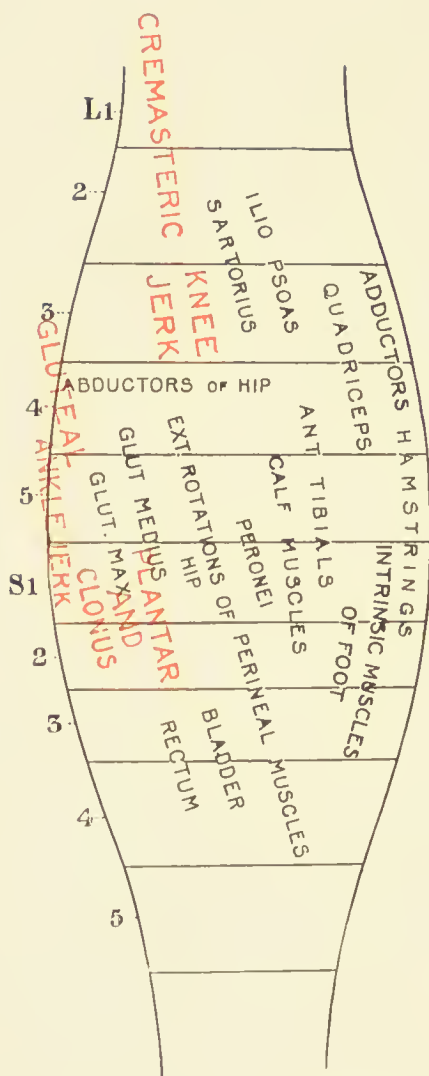 CREMASTERIC
L1
2
ILIO PSOAS
SARTORIUS
KNEE
JERK
3
ADDUCTORS
QUADRICEPS
GLUTEAL
ABDUCTORS OF HIP
4
HAMSTRINGS
ANT TIBIALS
EXT. ROTATIONS OF
HIP
GLUT MEDIUS
GLUT. MAX
CALF MUSCLES
PERONEI
5
ANKLE JERK
CLONUS
PLANTAR
AND
S1
INTRINSIC MUSCLES
OF FOOT
2
PERINEAL MUSCLES
3
BLADDER
RECTUM
4
5